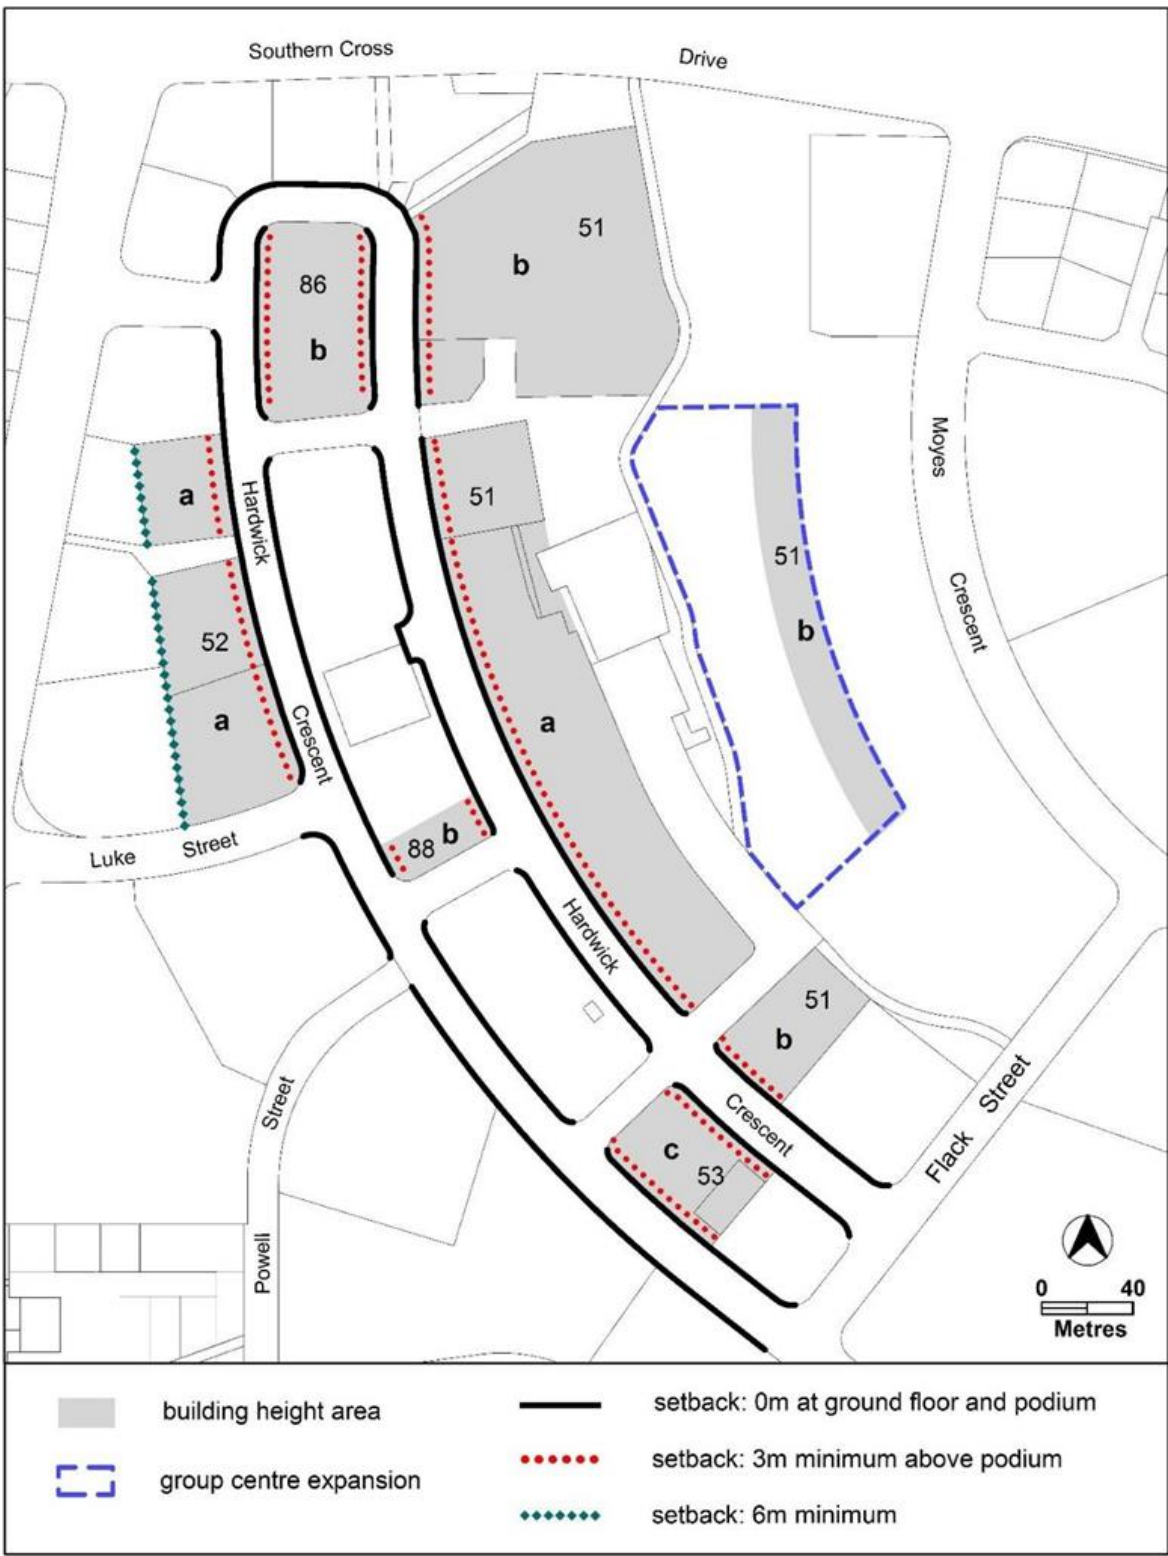 Southern Cross
Drive
51
b
86
b
Moyes
51
a
Hardwick
51
Crescent
b
52
a
a
Crescent
88 b
Luke Street
Hardwick
51
b
Street
Crescent
c
53
Flack Street
Powell
0 40
Metres
building height area
setback: 0m at ground floor and podium
group centre expansion
setback: 3m minimum above podium
setback: 6m minimum